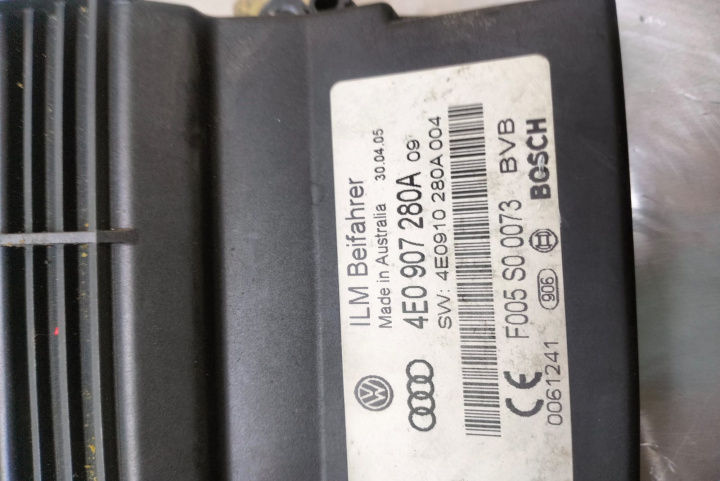 ILM Beifahrer
Made in Australia 30.04.05
4E0 907 280A 09
SW: 4E0910 280A 004
F005 S0 0073 BVB
0061241 906 BOSCH